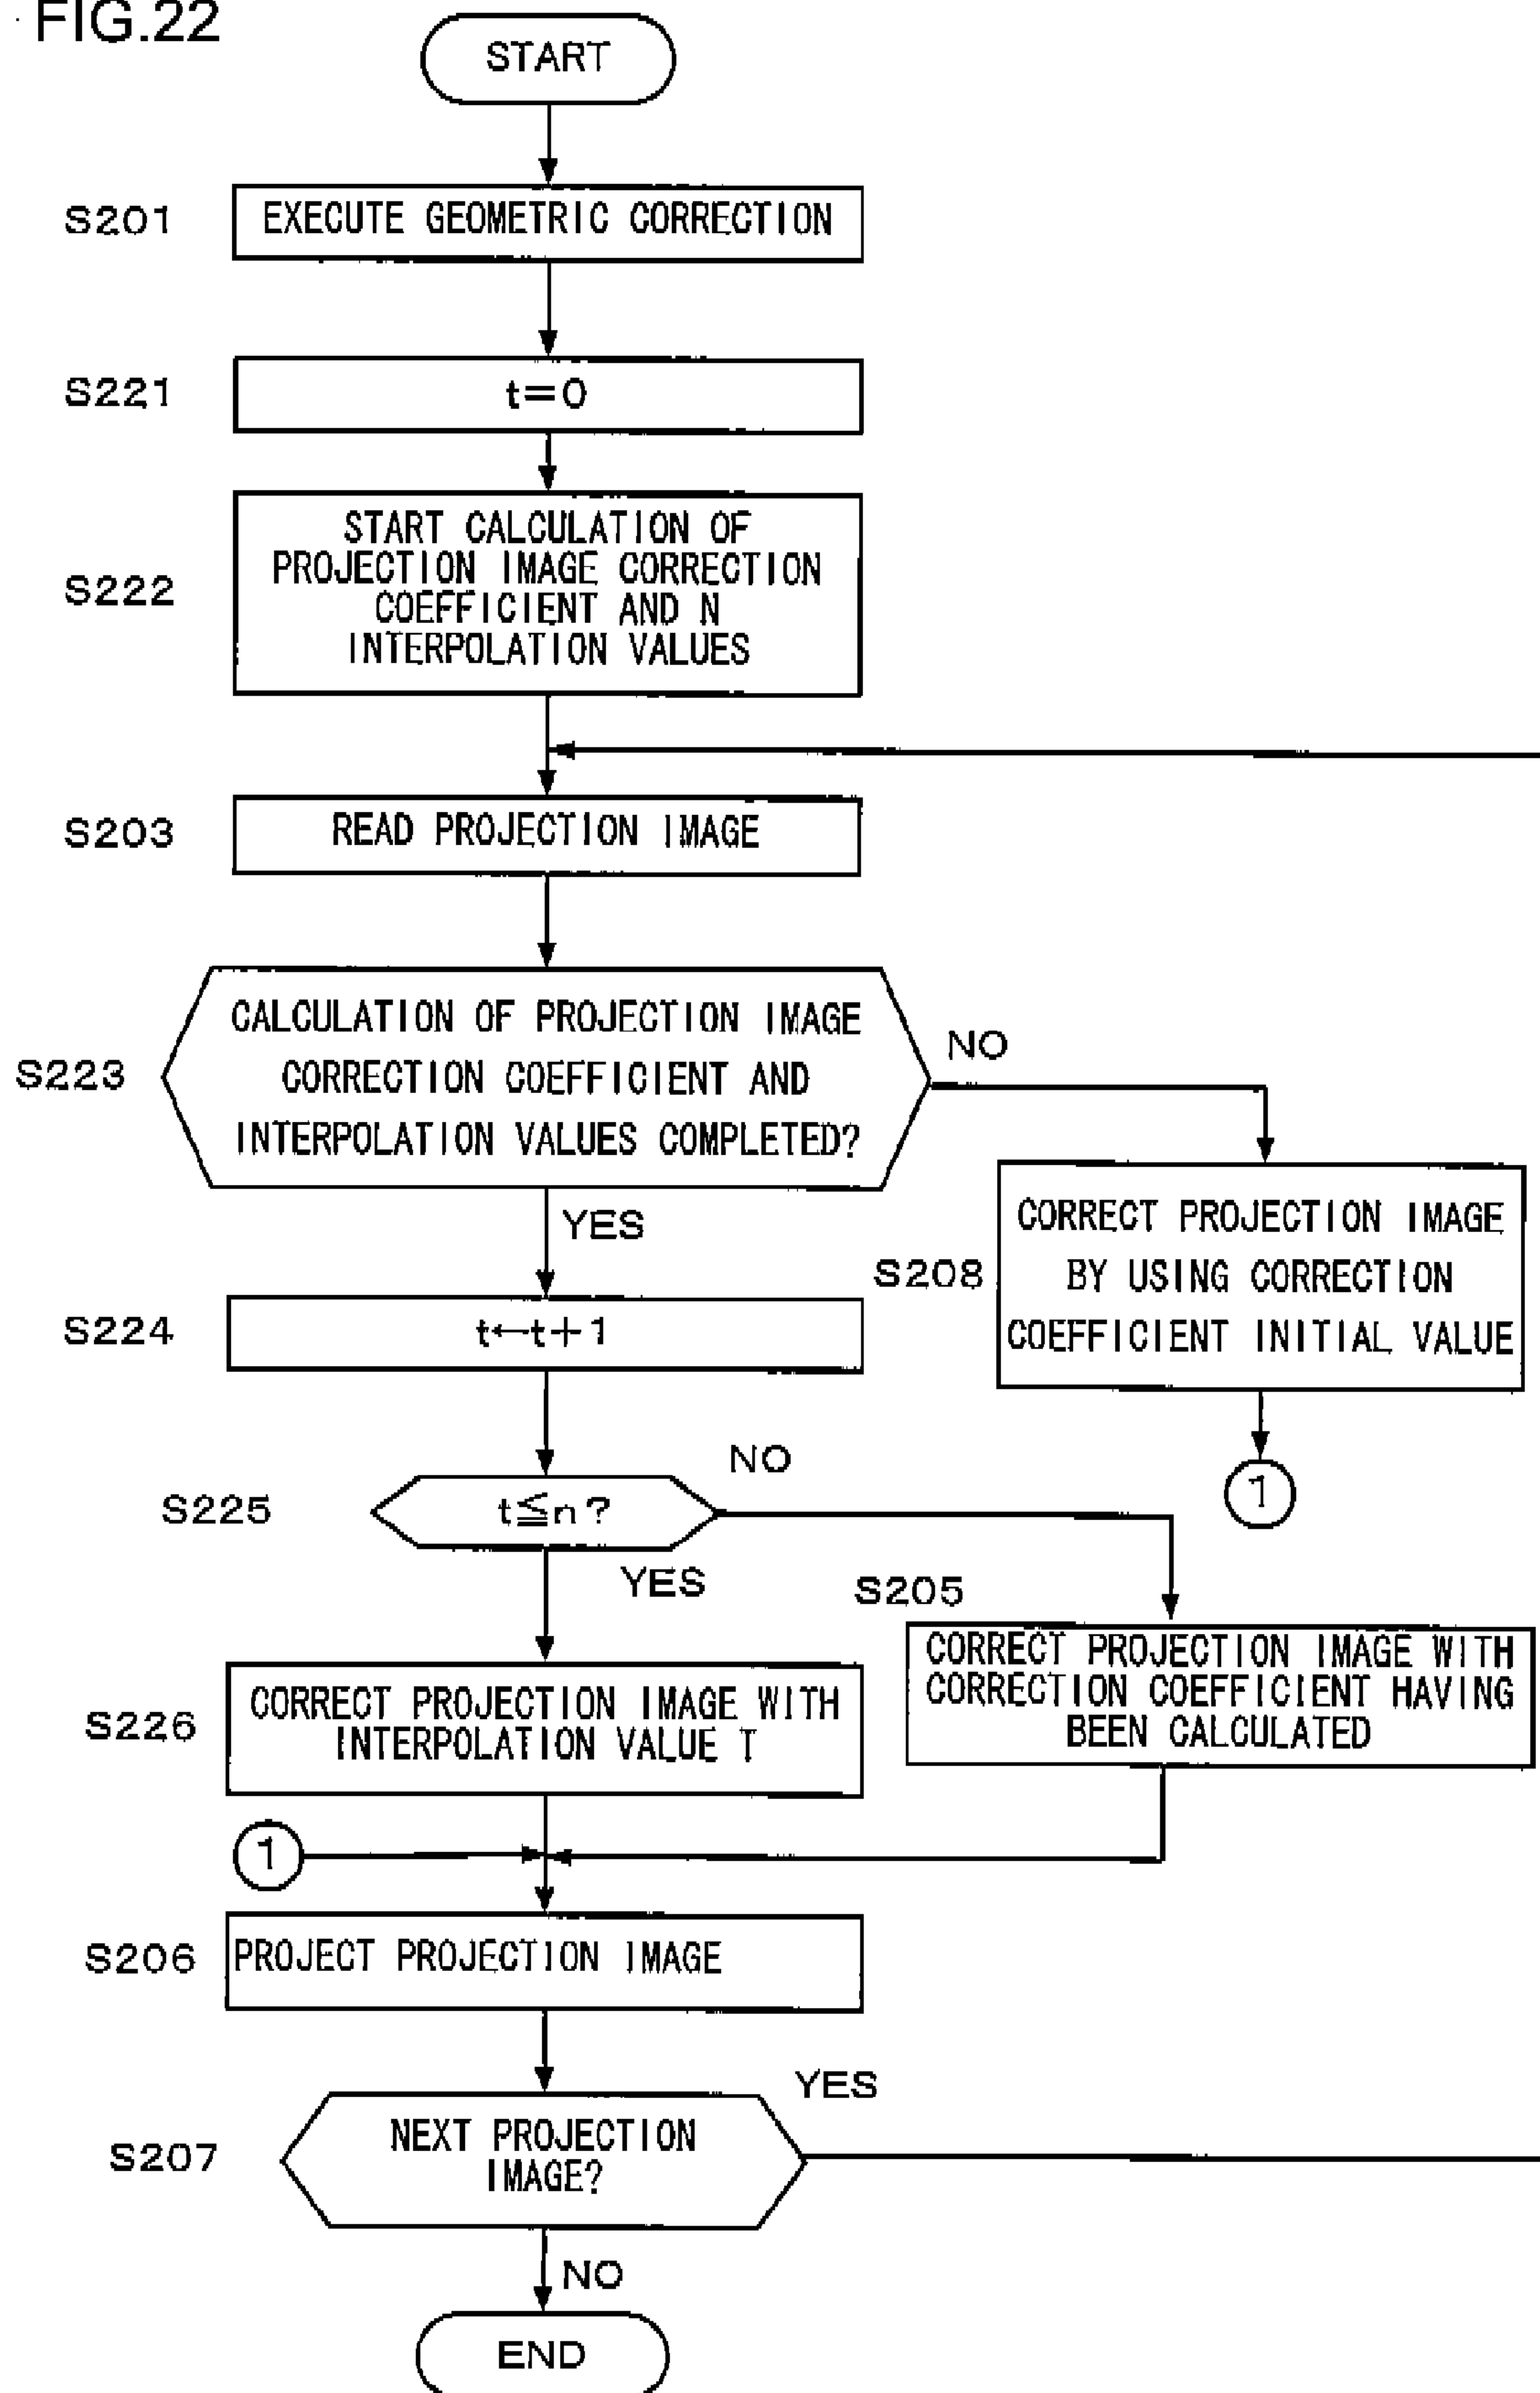 FIG.22
START
S201
EXECUTE GEOMETRIC CORRECTION
S221
t=0
S222
START CALCULATION OF
PROJECTION IMAGE CORRECTION
COEFFICIENT AND N
INTERPOLATION VALUES
S203
READ PROJECTION IMAGE
S223
CALCULATION OF PROJECTION IMAGE
CORRECTION COEFFICIENT AND
INTERPOLATION VALUES COMPLETED?
NO
YES
S208
CORRECT PROJECTION IMAGE
BY USING CORRECTION
COEFFICIENT INITIAL VALUE
1
S224
t←t+1
S225
t≦n?
NO
YES
S205
CORRECT PROJECTION IMAGE WITH
CORRECTION COEFFICIENT HAVING
BEEN CALCULATED
S226
CORRECT PROJECTION IMAGE WITH
INTERPOLATION VALUE T
1
S206
PROJECT PROJECTION IMAGE
S207
NEXT PROJECTION
IMAGE?
YES
NO
END